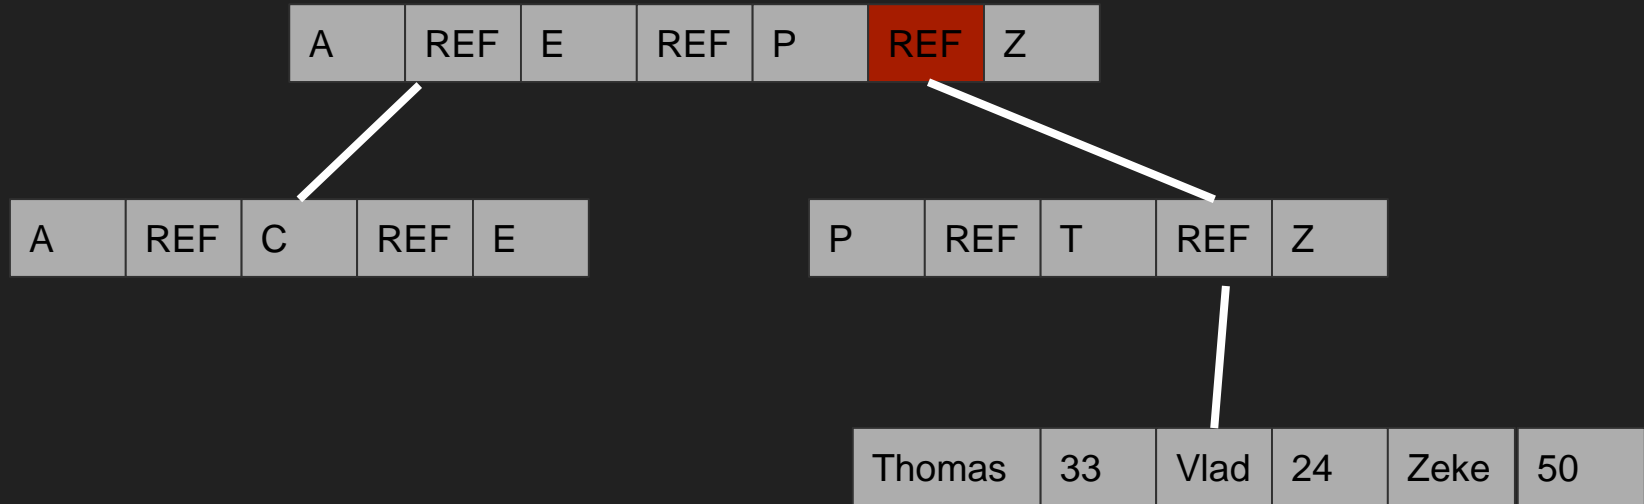 A REF E REF P REF Z
A REF C REF E P REF T REF Z
Thomas 33 Vlad 24 Zeke 50